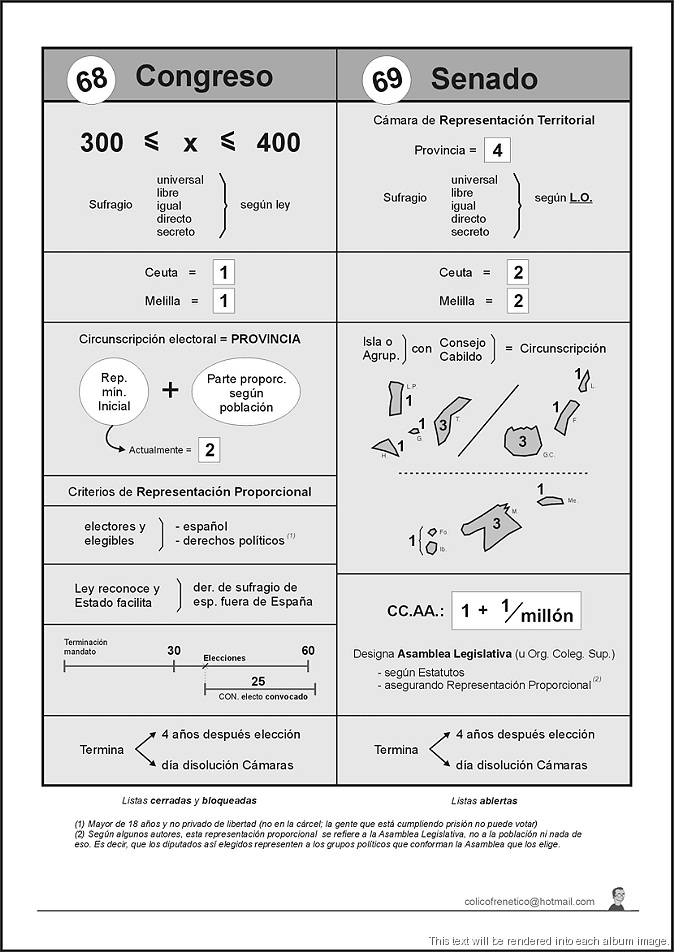 68 Congreso
300 ⩽ x ⩽ 400
Sufragio
universal
libre
igual
directo
secreto
según ley
Ceuta = 1
Melilla = 1
Circunscripción electoral = PROVINCIA
Rep.
mín.
Inicial
+
Parte proporc.
según
población
Actualmente = 2
Criterios de Representación Proporcional
electores y
elegibles
- español
- derechos políticos (1)
Ley reconoce y
Estado facilita
der. de sufragio de
esp. fuera de España
Terminación
mandato
30
60
Elecciones
25
CON. efecto convocado
Termina
4 años después elección
día disolución Cámaras
69 Senado
Cámara de Representación Territorial
Provincia = 4
Sufragio
universal
libre
igual
directo
secreto
según L.O.
Ceuta = 2
Melilla = 2
Isla o
Agrup.
con
Consejo
Cabildo
= Circunscripción
L.P.
1
G.
1
H.
1
T.
3
1
L.
1
F.
3
G.C.
1
Me.
M.
3
1
Fo.
Ib.
CC.AA.: 1 + 1/millón
Designa Asamblea Legislativa (u Org. Coleg. Sup.)
- según Estatutos
- asegurando Representación Proporcional (2)
Termina
4 años después elección
día disolución Cámaras
Listas cerradas y bloqueadas
Listas abiertas
(1) Mayor de 18 años y no privado de libertad (no en la cárcel; la gente que está cumpliendo prisión no puede votar)
(2) Según algunos autores, esta representación proporcional se refiere a la Asamblea Legislativa, no a la población ni nada de
eso. Es decir, que los diputados así elegidos representen a los grupos políticos que conforman la Asamblea que los elige.
colicofrenetico@hotmail.com
This text will be rendered into each album image.